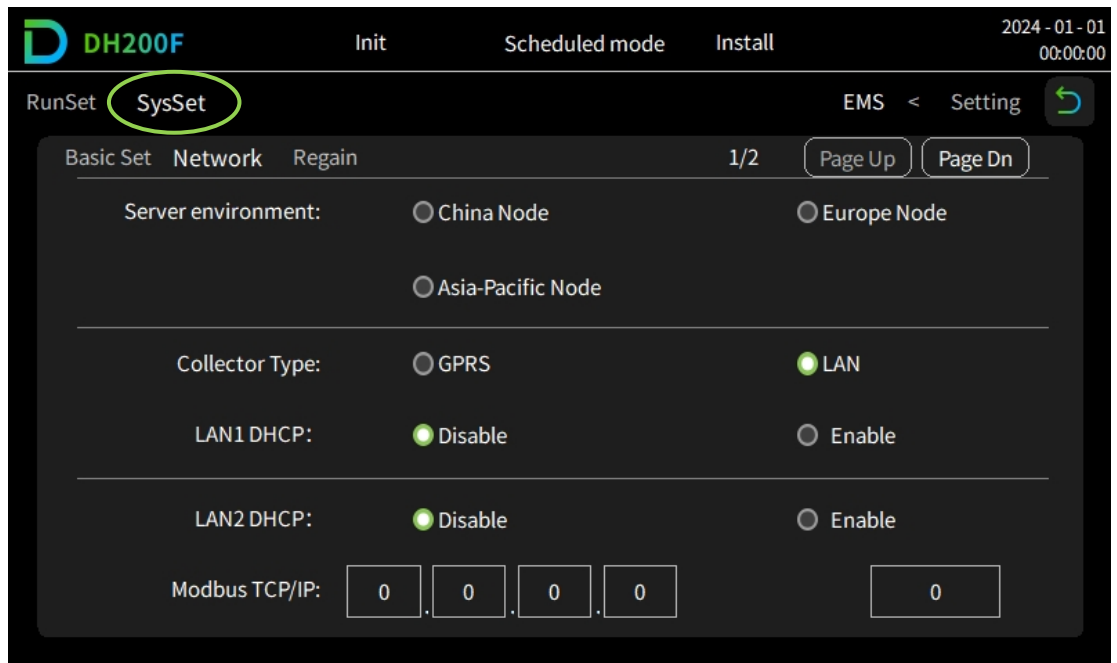 DH200F Init Scheduled mode Install 2024 - 01 - 01
00:00:00
RunSet SysSet EMS < Setting
Basic Set Network Regain 1/2 Page Up Page Dn
Server environment: China Node Europe Node
Asia-Pacific Node
Collector Type: GPRS LAN
LAN1 DHCP: Disable Enable
LAN2 DHCP: Disable Enable
Modbus TCP/IP: 0 . 0 . 0 . 0 0